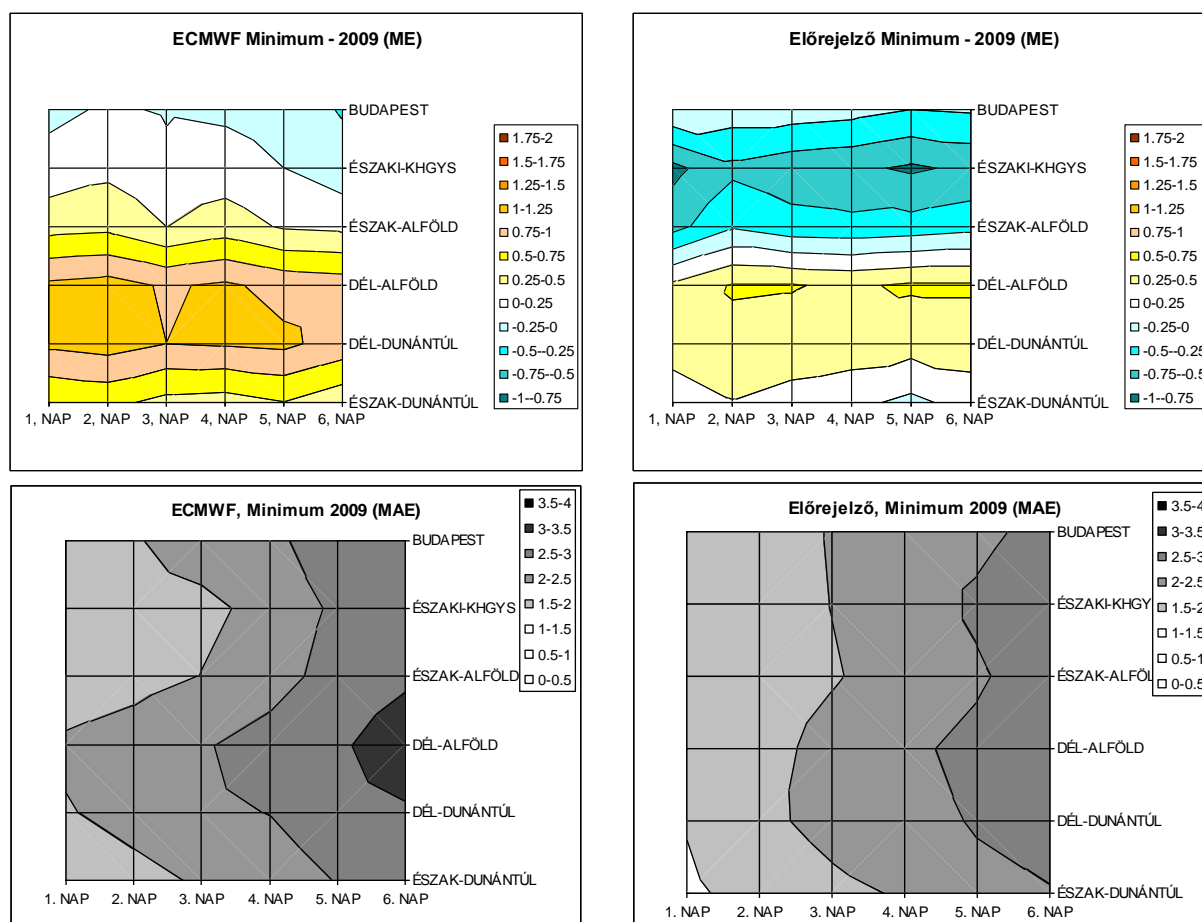 ECMWF Minimum - 2009 (ME)
BUDAPEST
ÉSZAKI-KHGYS
ÉSZAK-ALFÖLD
DÉL-ALFÖLD
DÉL-DUNÁNTÚL
ÉSZAK-DUNÁNTÚL
1, NAP 2, NAP 3, NAP 4, NAP 5, NAP 6, NAP
1.75-2
1.5-1.75
1.25-1.5
1-1.25
0.75-1
0.5-0.75
0.25-0.5
0-0.25
-0.25-0
-0.5--0.25
-0.75--0.5
-1--0.75
Előrejelző Minimum - 2009 (ME)
BUDAPEST
ÉSZAKI-KHGYS
ÉSZAK-ALFÖLD
DÉL-ALFÖLD
DÉL-DUNÁNTÚL
ÉSZAK-DUNÁNTÚL
1, NAP 2, NAP 3, NAP 4, NAP 5, NAP 6, NAP
1.75-2
1.5-1.75
1.25-1.5
1-1.25
0.75-1
0.5-0.75
0.25-0.5
0-0.25
-0.25-0
-0.5--0.25
-0.75--0.5
-1--0.75
ECMWF, Minimum 2009 (MAE)
BUDAPEST
ÉSZAKI-KHGYS
ÉSZAK-ALFÖLD
DÉL-ALFÖLD
DÉL-DUNÁNTÚL
ÉSZAK-DUNÁNTÚL
1. NAP 2. NAP 3. NAP 4. NAP 5. NAP 6. NAP
3.5-4
3-3.5
2.5-3
2-2.5
1.5-2
1-1.5
0.5-1
0-0.5
Előrejelző, Minimum 2009 (MAE)
BUDAPEST
ÉSZAKI-KHGY
ÉSZAK-ALFÖL
DÉL-ALFÖLD
DÉL-DUNÁNTÚL
ÉSZAK-DUNÁNTÚL
1. NAP 2. NAP 3. NAP 4. NAP 5. NAP 6. NAP
3.5-4
3-3.5
2.5-3
2-2.5
1.5-2
1-1.5
0.5-1
0-0.5